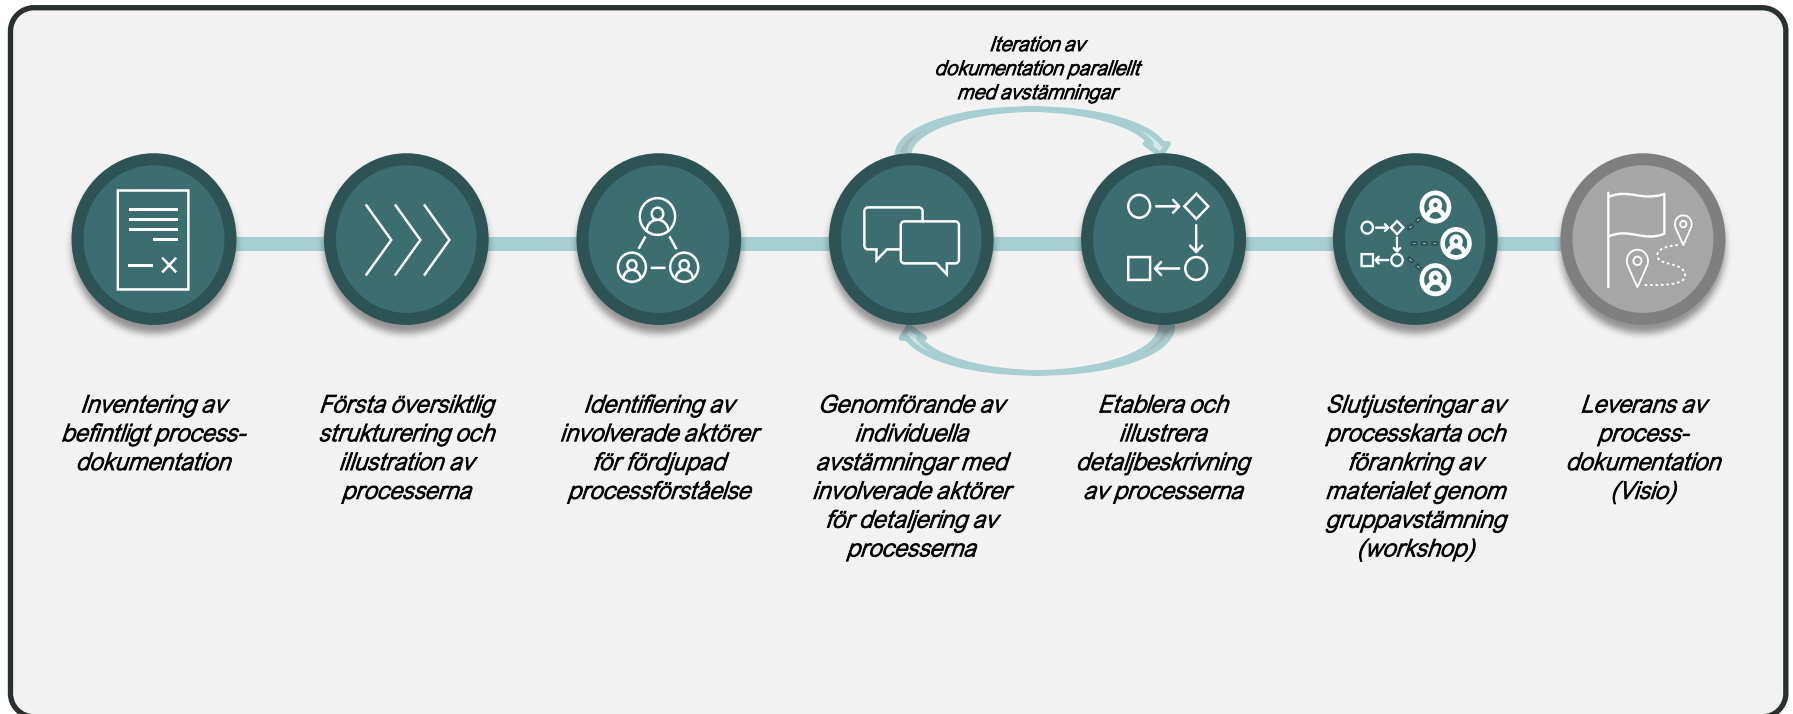 Iteration av
dokumentation parallellt
med avstämningar
Inventering av
befintligt process-
dokumentation
Första översiktlig
strukturering och
illustration av
processerna
Identifiering av
involverade aktörer
för fördjupad
processförståelse
Genomförande av
individuella
avstämningar med
involverade aktörer
för detaljering av
processerna
Etablera och
illustrera
detaljbeskrivning
av processerna
Slutjusteringar av
processkarta och
förankring av
materialet genom
gruppavstämning
(workshop)
Leverans av
process-
dokumentation
(Visio)